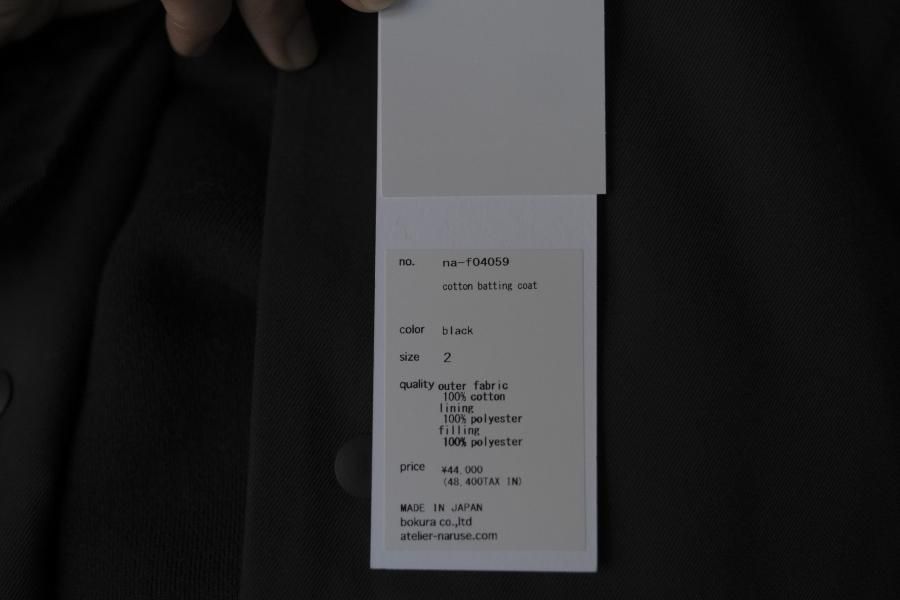 no. na-f04059
cotton batting coat
color black
size 2
quality outer fabric
100% cotton
lining
100% polyester
filling
100% polyester
price ¥44,000
(48,400TAX IN)
MADE IN JAPAN
bokura co.,ltd
atelier-naruse.com